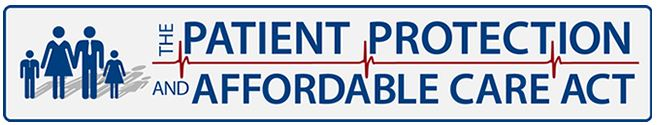 THE PATIENT PROTECTION
AND AFFORDABLE CARE ACT